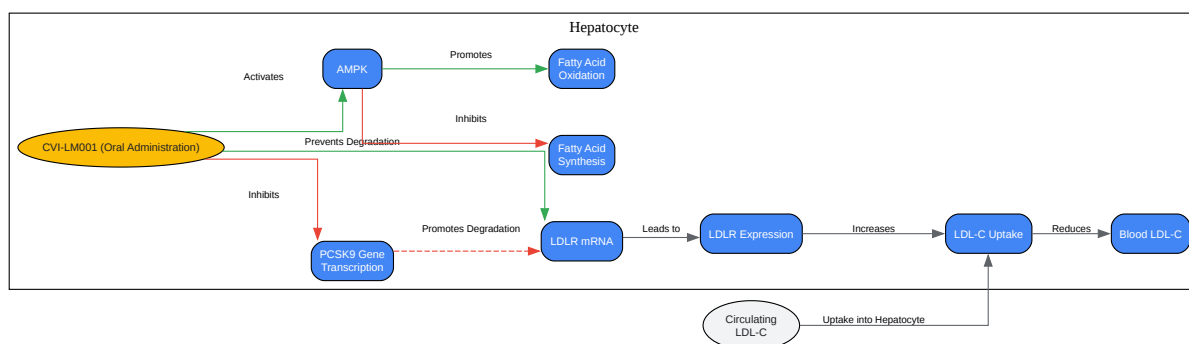 Hepatocyte
Activates
AMPK
Promotes
Fatty Acid
Oxidation
CVI-LM001 (Oral Administration)
Prevents Degradation
Inhibits
Fatty Acid
Synthesis
Inhibits
PCSK9 Gene
Transcription
Promotes Degradation
LDLR mRNA
Leads to
LDLR Expression
Increases
LDL-C Uptake
Reduces
Blood LDL-C
Circulating
LDL-C
Uptake into Hepatocyte